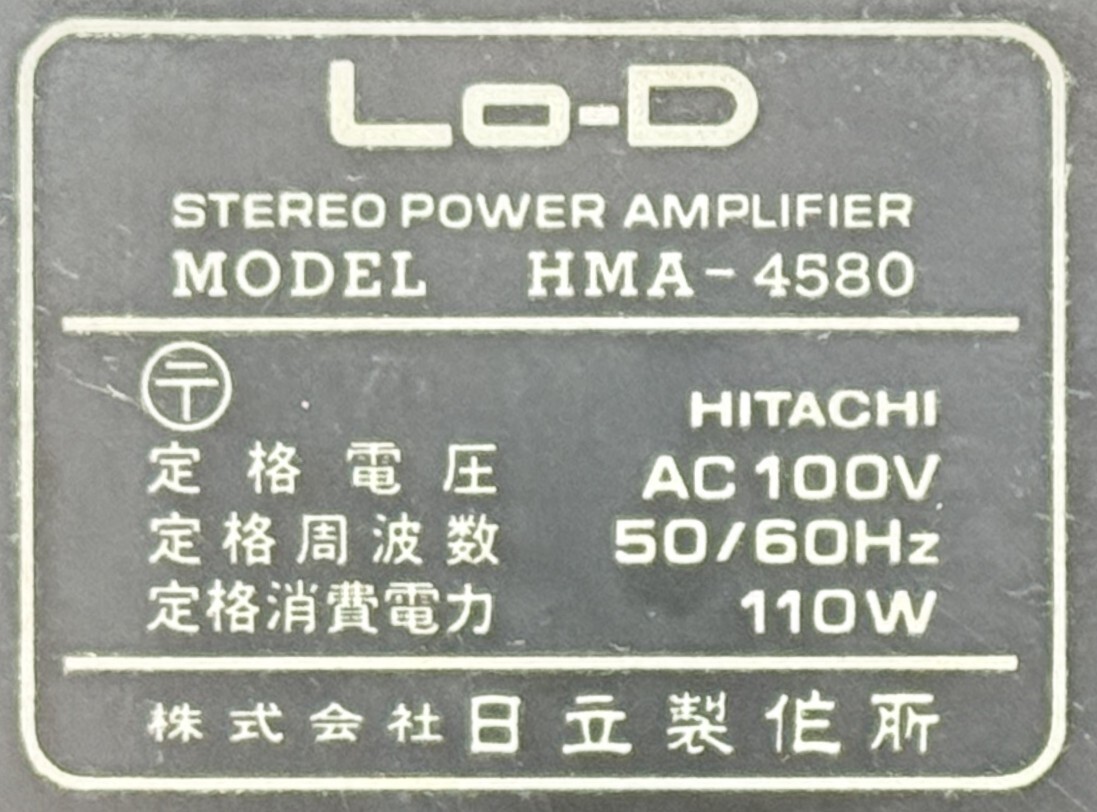 Lo-D
STEREO POWER AMPLIFIER
MODEL HMA-4580
〒
HITACHI
定格電圧 AC 100V
定格周波数 50/60Hz
定格消費電力 110W
株式会社 日立製作所